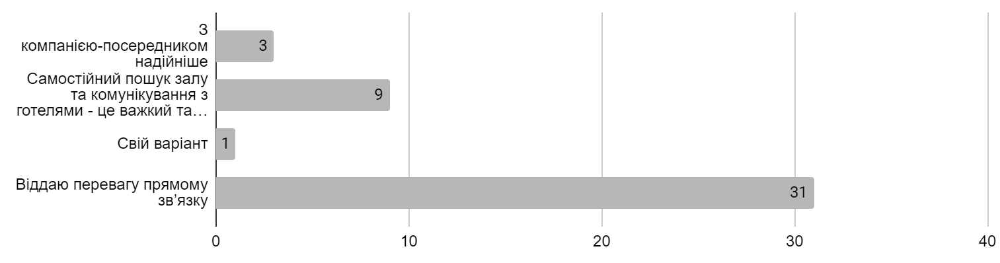 З
компанією-посередником
надійніше
3
Самостійний пошук залу
та комунікування з
готелями - це важкий та…
9
Свій варіант
1
Віддаю перевагу прямому
зв’язку
31
0
10
20
30
40